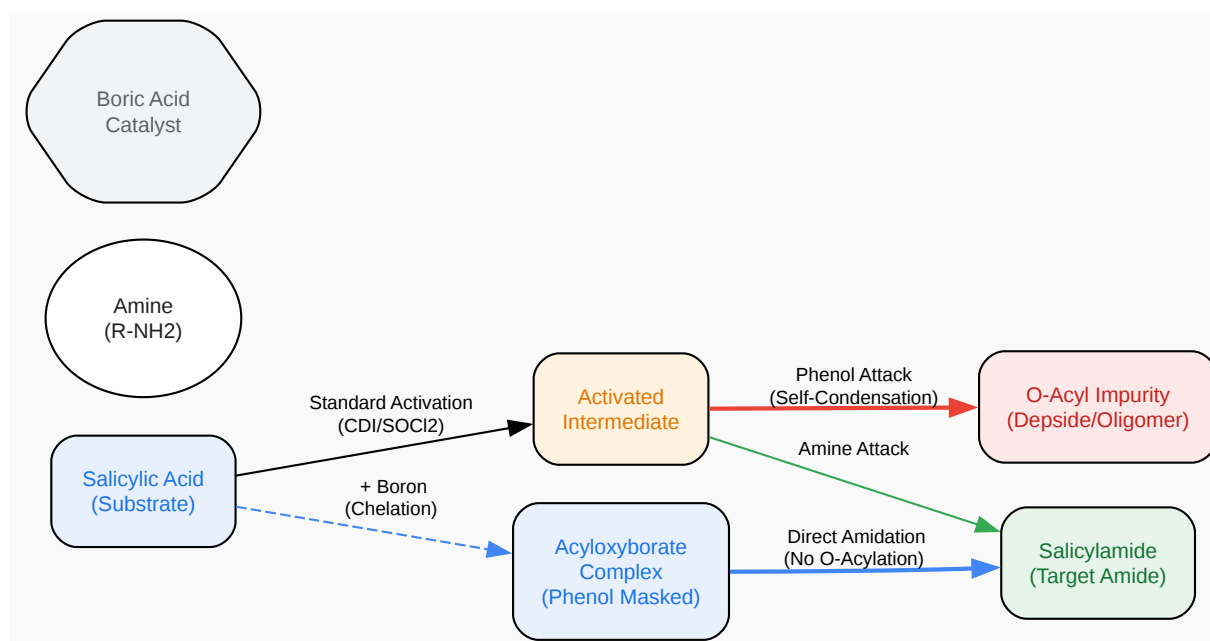 Boric Acid
Catalyst
Amine
(R-NH2)
Standard Activation
(CDI/SOCl2)
Activated
Intermediate
Phenol Attack
(Self-Condensation)
O-Acyl Impurity
(Depside/Oligomer)
Amine Attack
Salicylic Acid
(Substrate)
+ Boron
(Chelation)
Acyloxyborate
Complex
(Phenol Masked)
Direct Amidation
(No O-Acylation)
Salicylamide
(Target Amide)